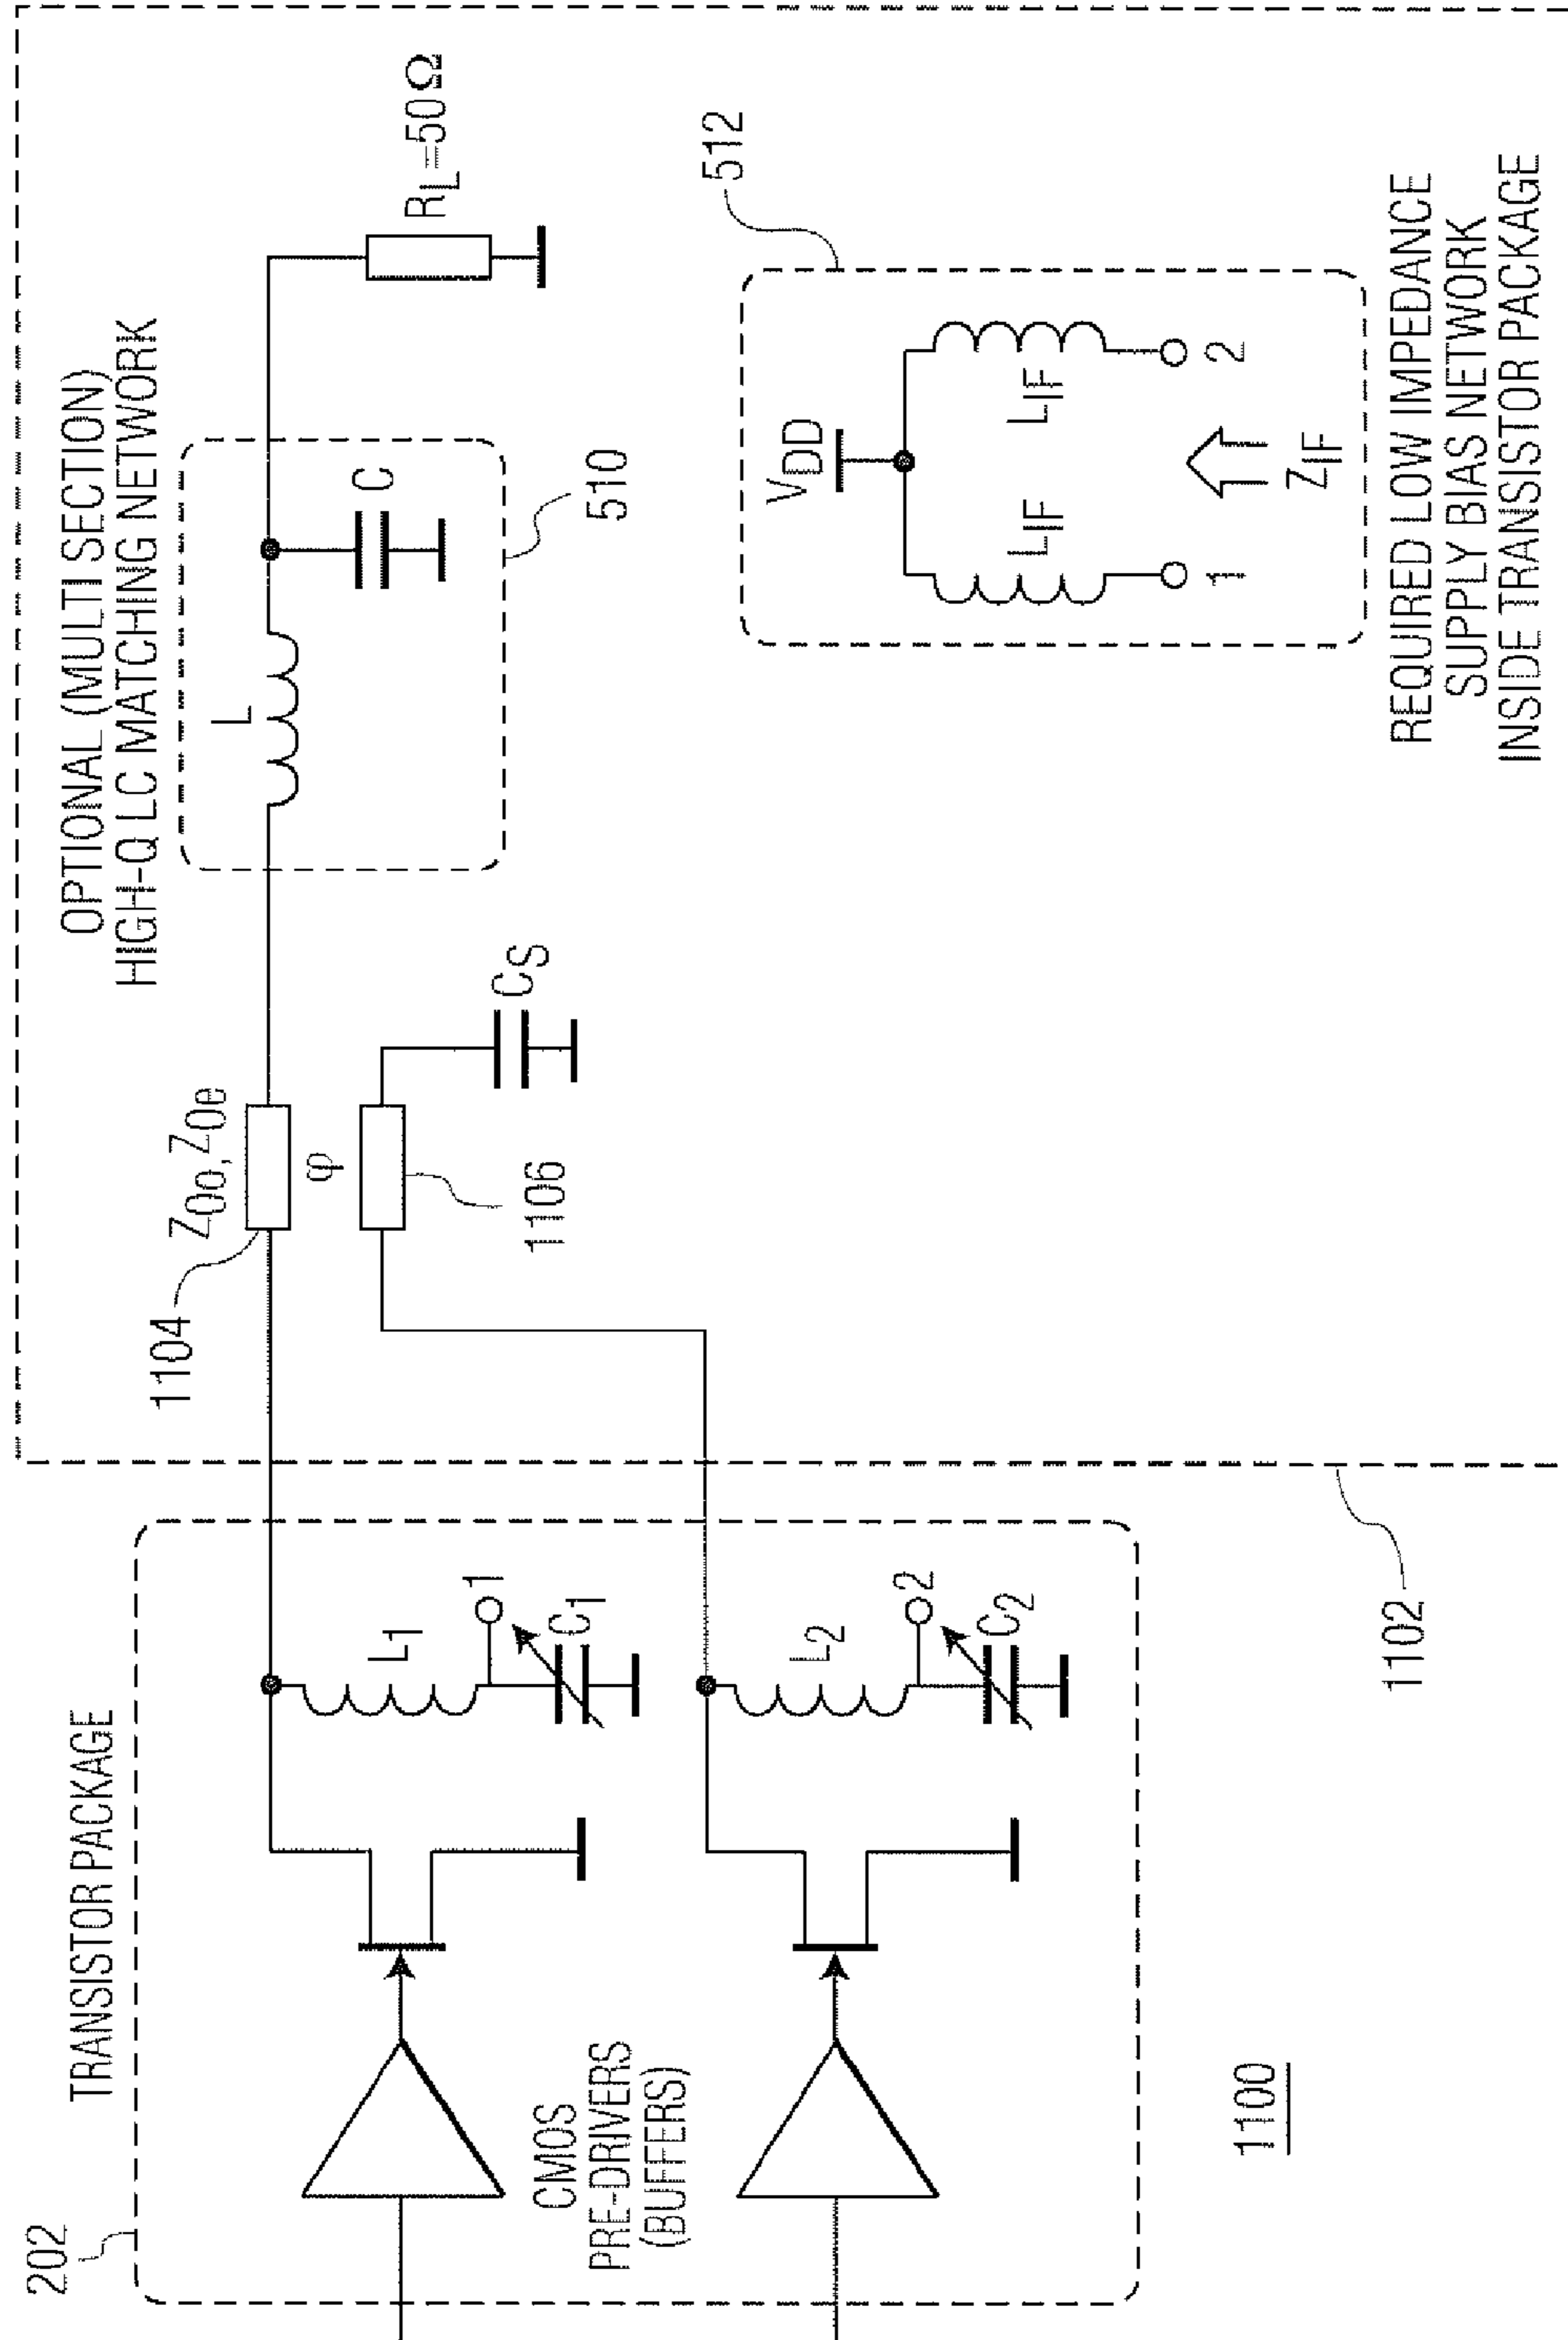 202
TRANSISTOR PACKAGE
CMOS
PRE-DRIVERS
(BUFFERS)
L1
1
C1
L2
2
C2
1100
1102
1104
Z0o, Z0e
φ
1106
CS
OPTIONAL (MULTI SECTION)
HIGH-Q LC MATCHING NETWORK
L
C
510
RL=50Ω
512
VDD
LIF
LIF
1
2
ZIF
REQUIRED LOW IMPEDANCE
SUPPLY BIAS NETWORK
INSIDE TRANSISTOR PACKAGE